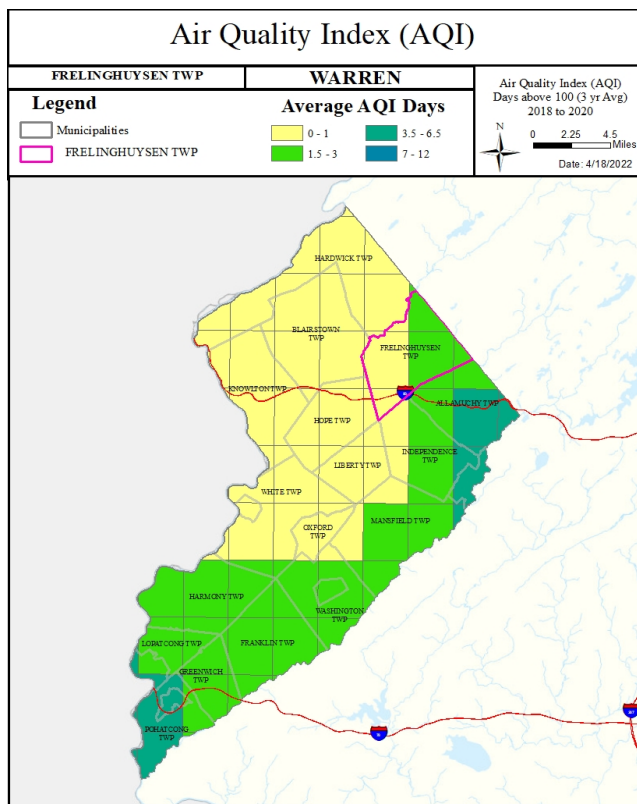 Air Quality Index (AQI)
FRELINGHUYSEN TWP
WARREN
Legend
Municipalities
FRELINGHUYSEN TWP
Average AQI Days
0 - 1
1.5 - 3
3.5 - 6.5
7 - 12
Air Quality Index (AQI)
Days above 100 (3 yr Avg)
2018 to 2020
N
0 2.25 4.5
Miles
Date: 4/18/2022
HARDWICK TWP
BLAIRSTOWN
TWP
FRELINGHUYSEN
TWP
KNOWLTON TWP
ALLAMUCHY TWP
HOPE TWP
INDEPENDENCE
TWP
LIBERTY TWP
WHITE TWP
MANSFIELD TWP
OXFORD
TWP
HARMONY TWP
WASHINGTON
TWP
LOPATCONG TWP
FRANKLIN TWP
GREENWICH
TWP
POHATCONG
TWP